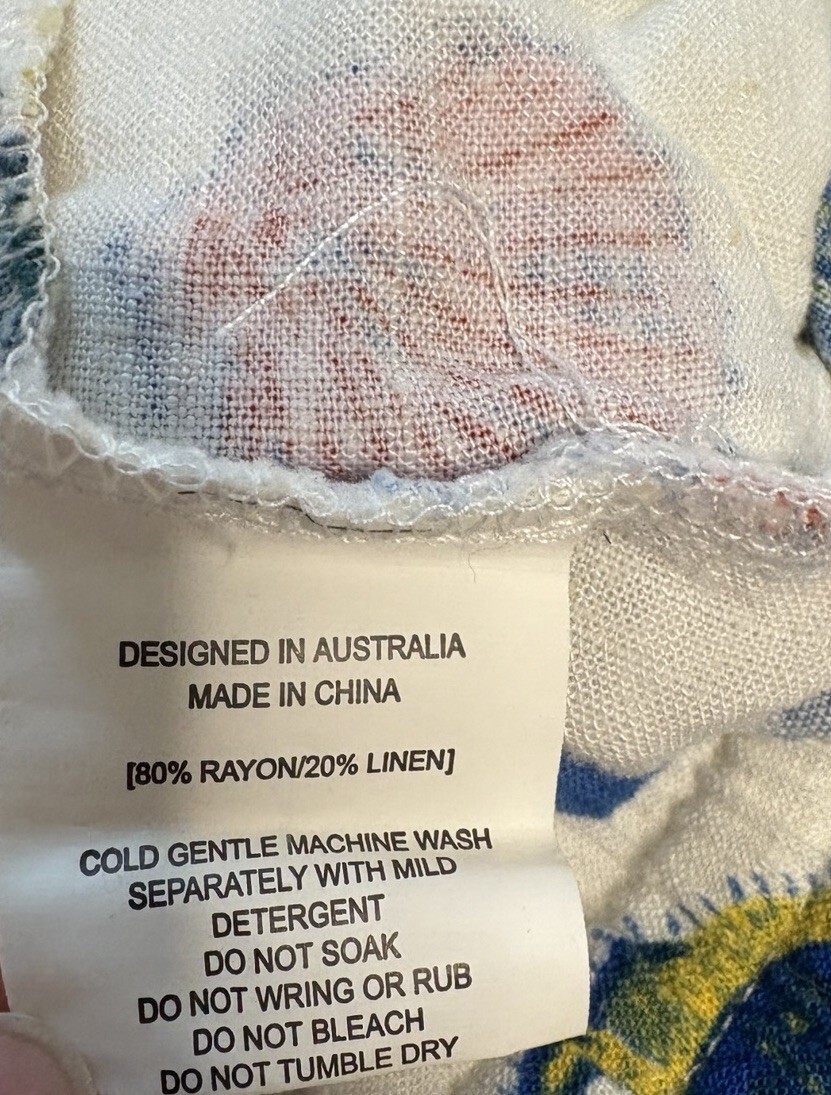 DESIGNED IN AUSTRALIA
MADE IN CHINA
[80% RAYON/20% LINEN]
COLD GENTLE MACHINE WASH
SEPARATELY WITH MILD
DETERGENT
DO NOT SOAK
DO NOT WRING OR RUB
DO NOT BLEACH
DO NOT TUMBLE DRY